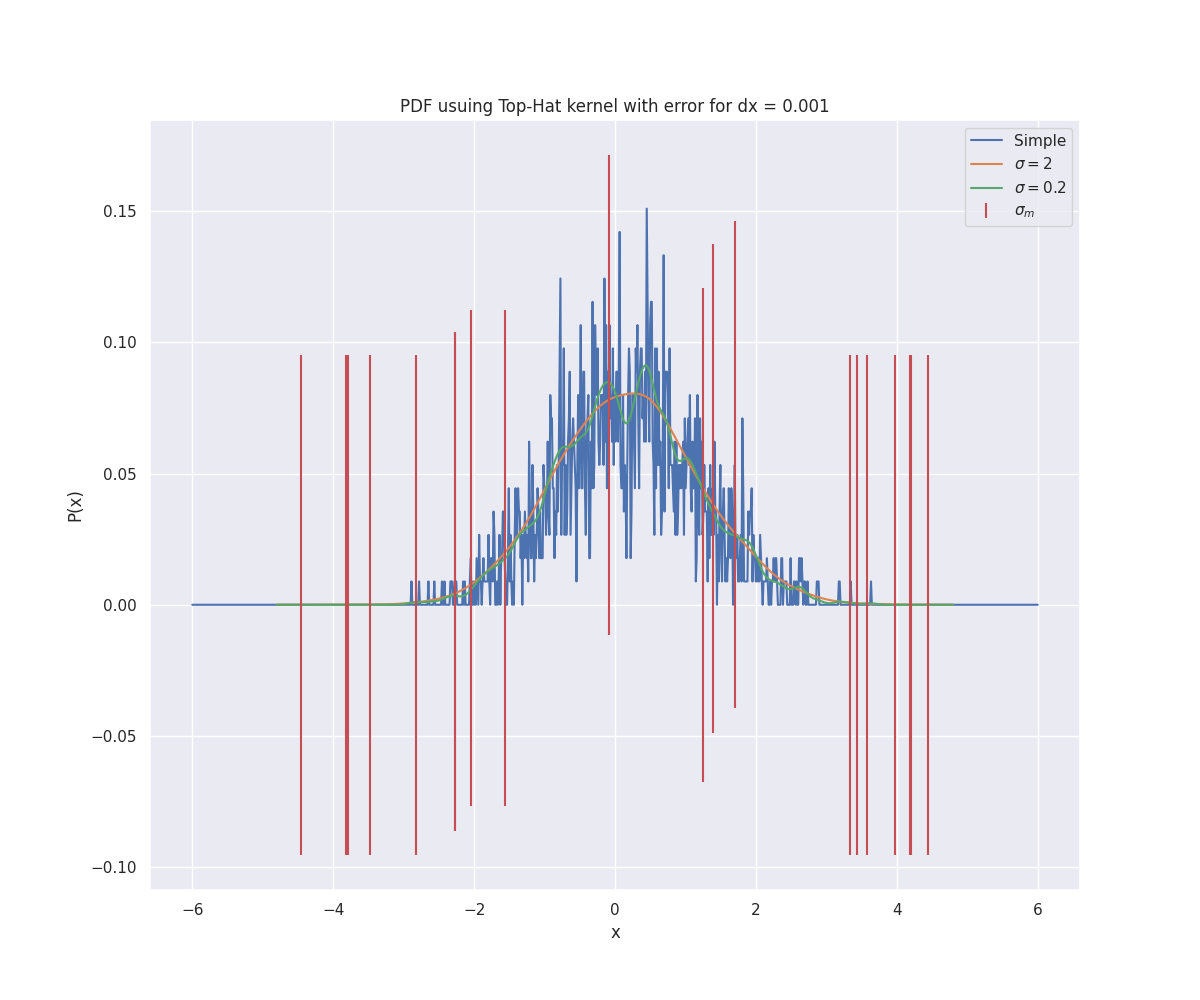 PDF usuing Top-Hat kernel with error for dx = 0.001
Simple
σ = 2
σ = 0.2
σ_m
P(x)
0.15
0.10
0.05
0.00
−0.05
−0.10
−6
−4
−2
0
2
4
6
x